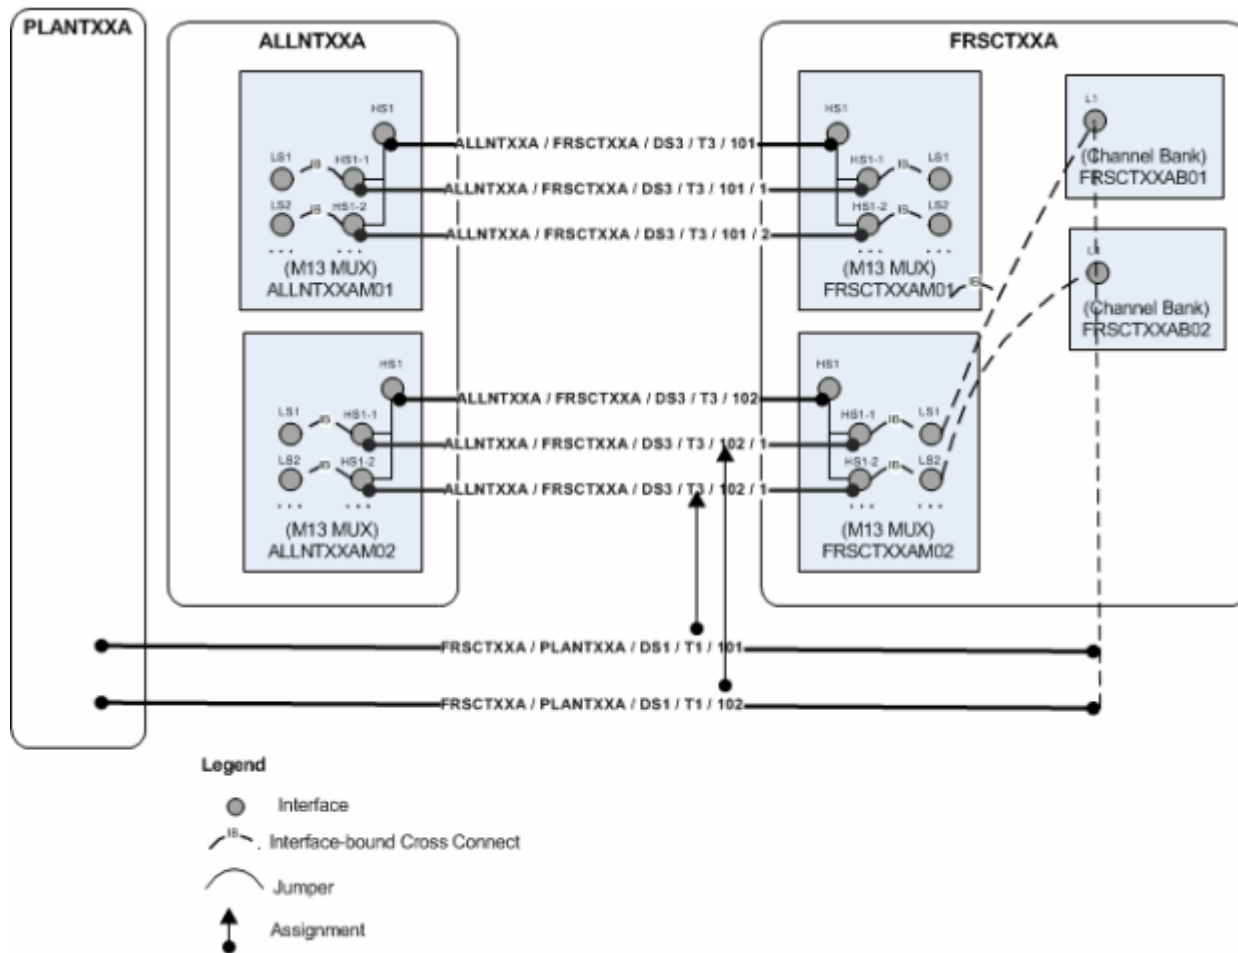 PLANTXXA
ALLNTXXA
FRSCTXXA
HS1
LS1
IB
HS1-1
LS2
IB
HS1-2
... ...
(M13 MUX)
ALLNTXXAM01
ALLNTXXA / FRSCTXXA / DS3 / T3 / 101
ALLNTXXA / FRSCTXXA / DS3 / T3 / 101 / 1
ALLNTXXA / FRSCTXXA / DS3 / T3 / 101 / 2
HS1
HS1-1
IB
LS1
HS1-2
IB
LS2
... ...
(M13 MUX)
FRSCTXXAM01
IB
L1
(Channel Bank)
FRSCTXXAB01
L1
(Channel Bank)
FRSCTXXAB02
HS1
LS1
IB
HS1-1
LS2
IB
HS1-2
... ...
(M13 MUX)
ALLNTXXAM02
ALLNTXXA / FRSCTXXA / DS3 / T3 / 102
ALLNTXXA / FRSCTXXA / DS3 / T3 / 102 / 1
ALLNTXXA / FRSCTXXA / DS3 / T3 / 102 / 1
HS1
HS1-1
IB
LS1
HS1-2
IB
LS2
... ...
(M13 MUX)
FRSCTXXAM02
FRSCTXXA / PLANTXXA / DS1 / T1 / 101
FRSCTXXA / PLANTXXA / DS1 / T1 / 102
Legend
Interface
IB
Interface-bound Cross Connect
Jumper
Assignment